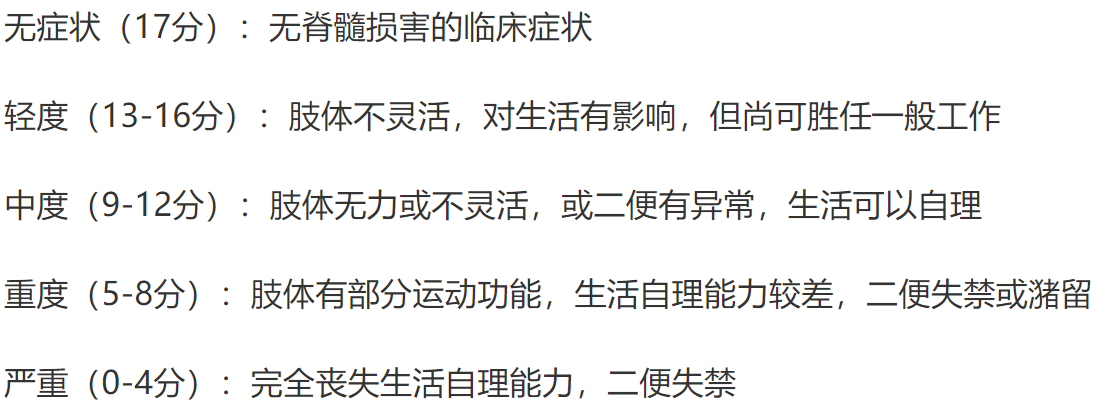 无症状（17分）：无脊髓损害的临床症状
轻度（13-16分）：肢体不灵活，对生活有影响，但尚可胜任一般工作
中度（9-12分）：肢体无力或不灵活，或二便有异常，生活可以自理
重度（5-8分）：肢体有部分运动功能，生活自理能力较差，二便失禁或潴留
严重（0-4分）：完全丧失生活自理能力，二便失禁